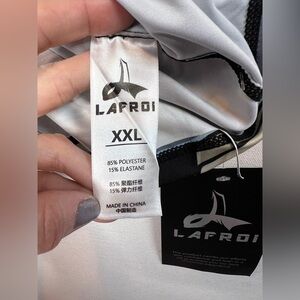 LAFROI
XXL
85% POLYESTER
15% ELASTANE
85% 聚酯纤维
15% 弹力纤维
MADE IN CHINA
中国制造
LAFROI